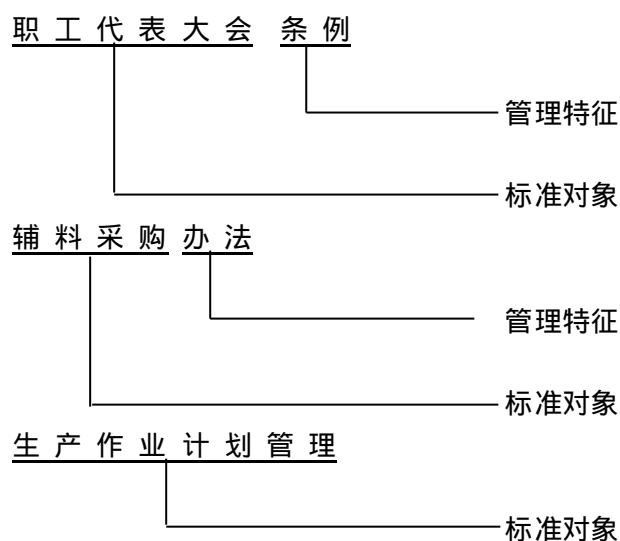 职工代表大会 条例
管理特征
标准对象
辅料采购 办法
管理特征
标准对象
生产作业计划管理
标准对象